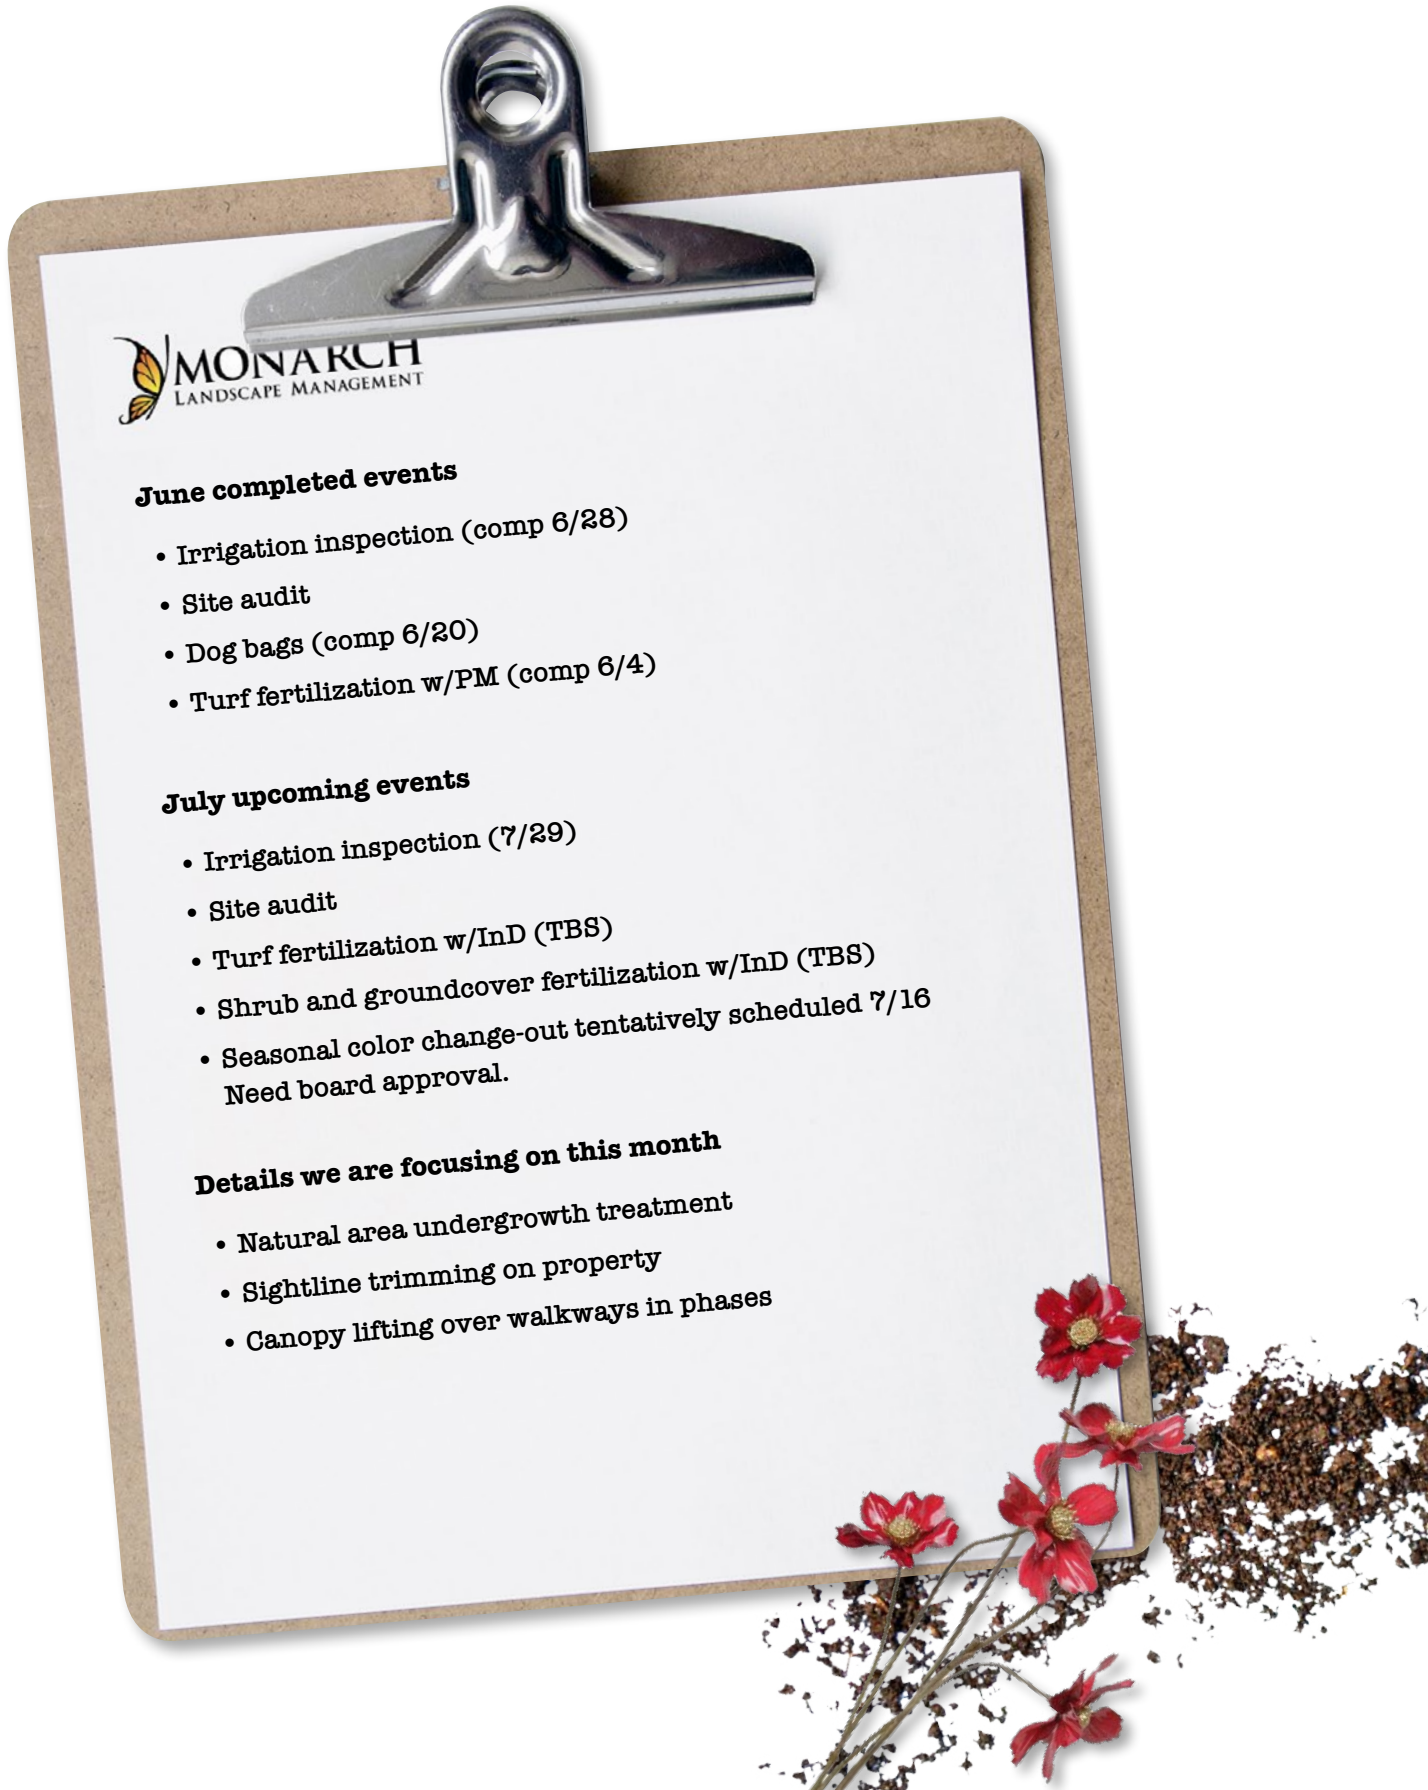 MONARCH
LANDSCAPE MANAGEMENT
June completed events
• Irrigation inspection (comp 6/28)
• Site audit
• Dog bags (comp 6/20)
• Turf fertilization w/PM (comp 6/4)
July upcoming events
• Irrigation inspection (7/29)
• Site audit
• Turf fertilization w/InD (TBS)
• Shrub and groundcover fertilization w/InD (TBS)
• Seasonal color change-out tentatively scheduled 7/16
Need board approval.
Details we are focusing on this month
• Natural area undergrowth treatment
• Sightline trimming on property
• Canopy lifting over walkways in phases